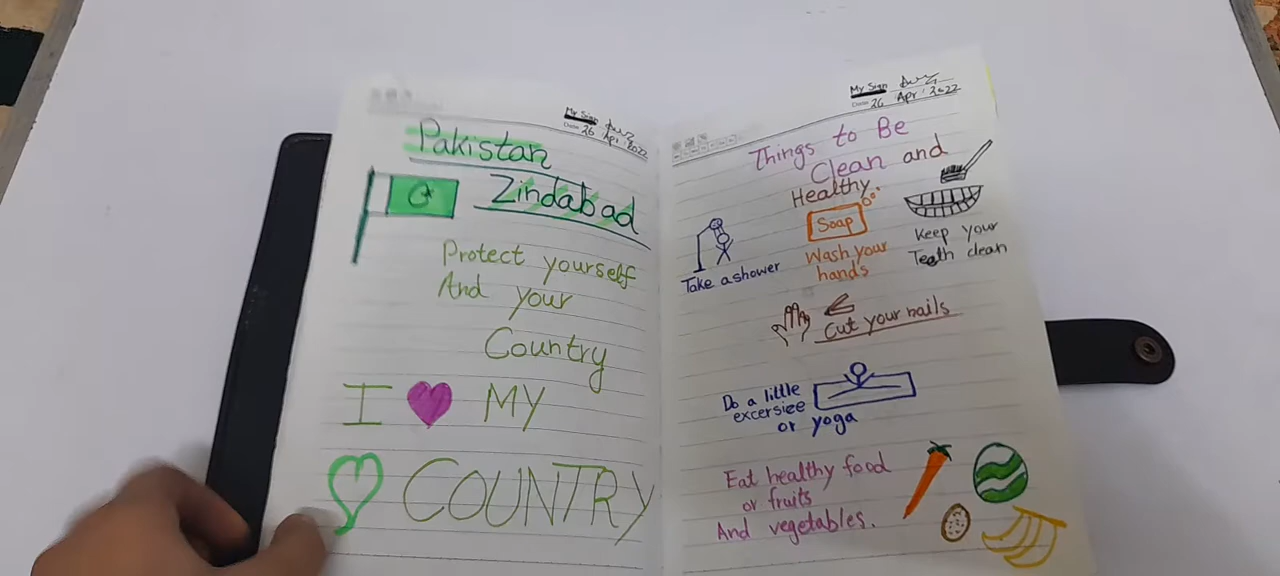 My Sign
Date: 26 Apr 2022
Pakistan
Zindabad
Protect yourself
And your
Country
I MY
COUNTRY
My Sign
Date: 26 Apr 2022
Things to Be
Clean and
Healthy
Soap
Take a shower
Wash your
hands
Keep your
Teeth clean
Cut your nails
Do a little
excersiee
or yoga
Eat healthy food
or fruits
And vegetables.